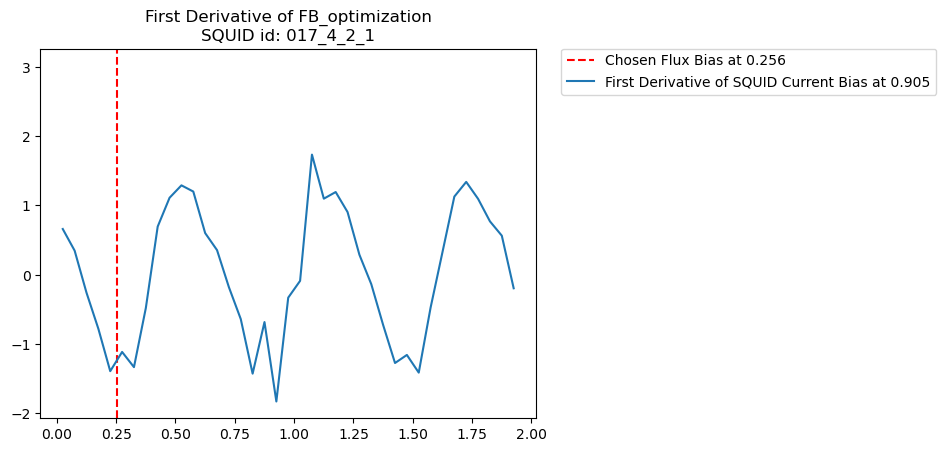 First Derivative of FB_optimization
SQUID id: 017_4_2_1
Chosen Flux Bias at 0.256
First Derivative of SQUID Current Bias at 0.905
3
2
1
0
−1
−2
0.00 0.25 0.50 0.75 1.00 1.25 1.50 1.75 2.00